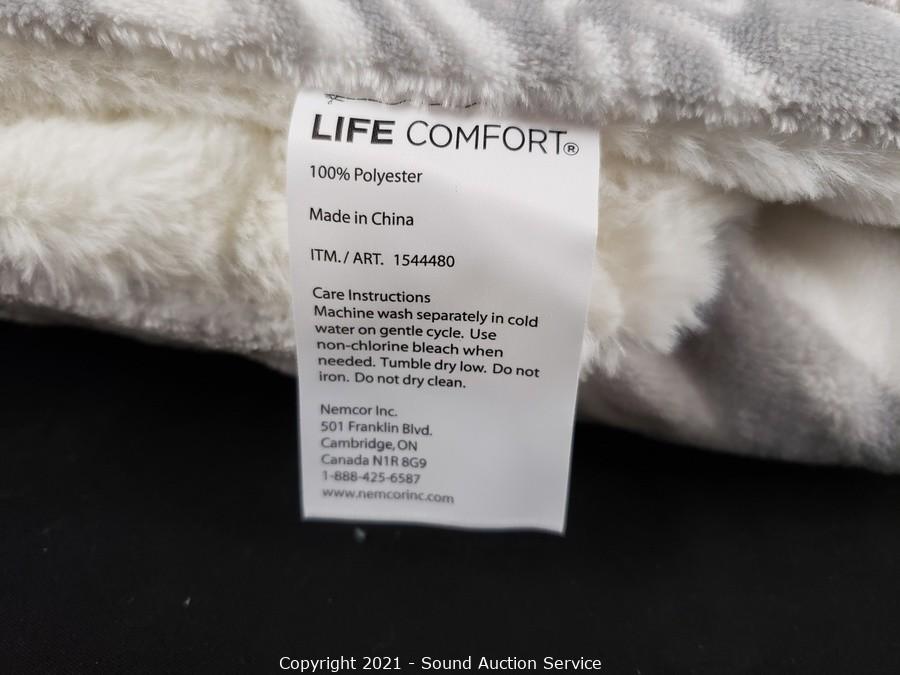 LIFE COMFORT®
100% Polyester
Made in China
ITM./ ART. 1544480
Care Instructions
Machine wash separately in cold
water on gentle cycle. Use
non-chlorine bleach when
needed. Tumble dry low. Do not
iron. Do not dry clean.
Nemcor Inc.
501 Franklin Blvd.
Cambridge, ON
Canada N1R 8G9
1-888-425-6587
www.nemcorinc.com
Copyright 2021 - Sound Auction Service